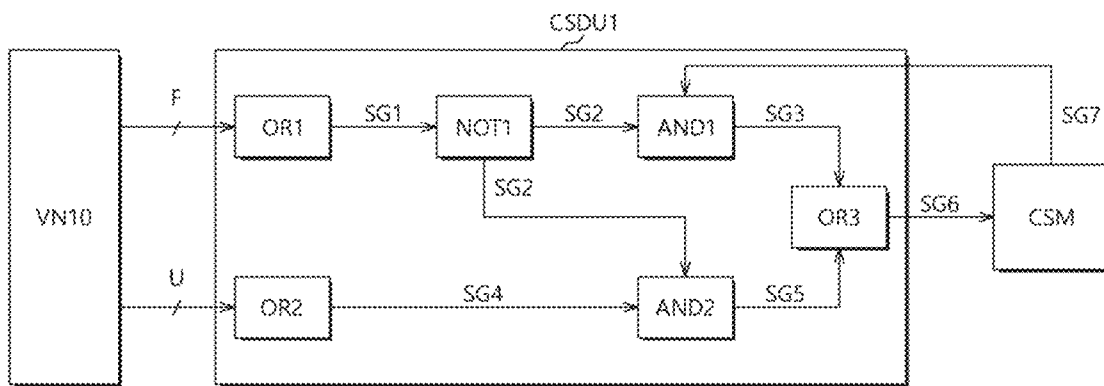 CSDU1
F
OR1
SG1
NOT1
SG2
AND1
SG3
SG7
SG2
VN10
OR3
SG6
CSM
U
OR2
SG4
AND2
SG5